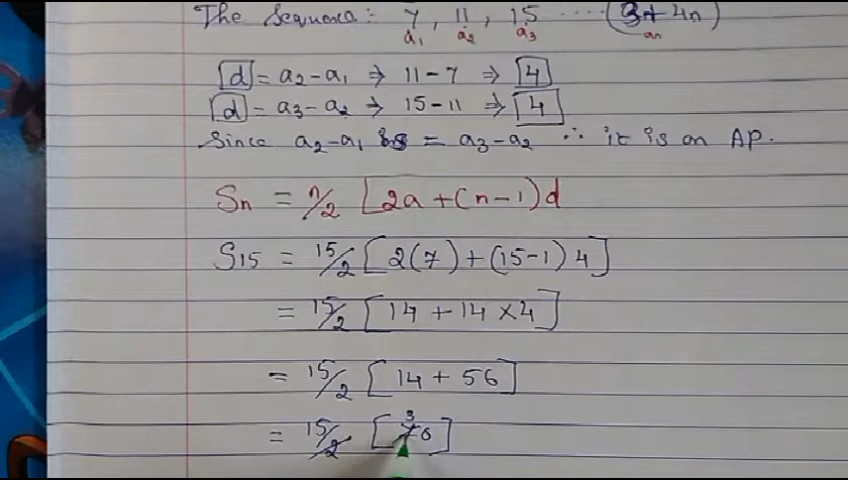 The Sequence: 7, 11, 15 ..... (3+4n)
a1 a2 a3 an
d = a2-a1 ⇒ 11-7 ⇒ 4
d = a3-a2 ⇒ 15-11 ⇒ 4
Since a2-a1 = a3-a2 ∴ it is an AP.
Sn = n/2 [2a+(n-1)d
S15 = 15/2 [2(7)+(15-1)4]
= 15/2 [14+14×4]
= 15/2 [14+56]
3
= 15/2 [70]